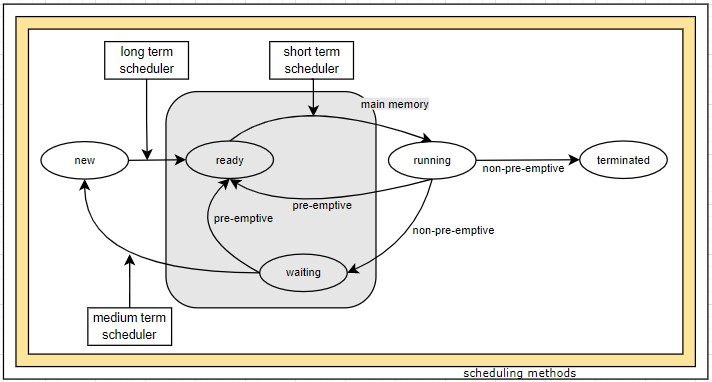 long term
scheduler
short term
scheduler
main memory
new
ready
running
terminated
non-pre-emptive
pre-emptive
pre-emptive
non-pre-emptive
waiting
medium term
scheduler
scheduling methods